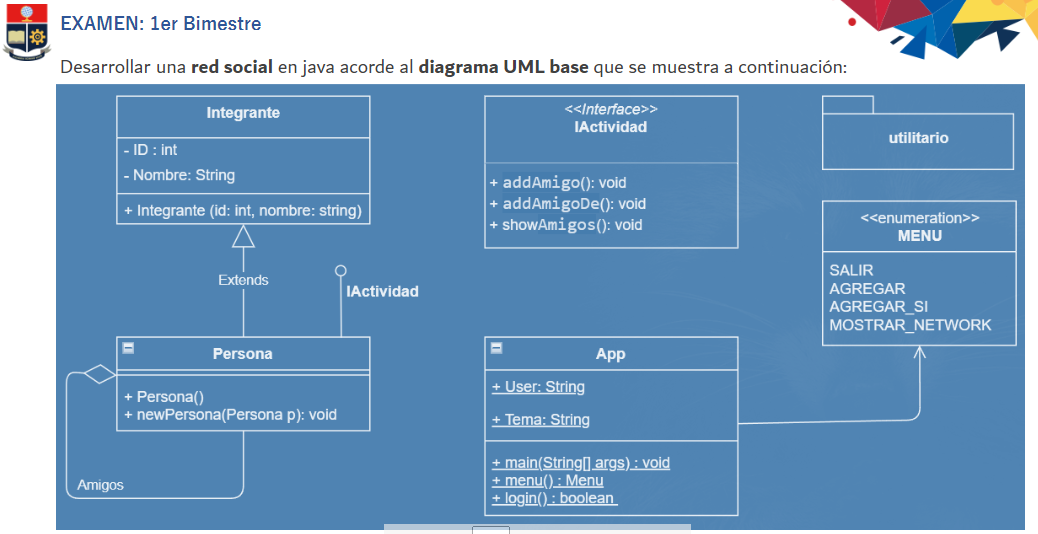 EXAMEN: 1er Bimestre
Desarrollar una red social en java acorde al diagrama UML base que se muestra a continuación:
Integrante
- ID : int
- Nombre: String
+ Integrante (id: int, nombre: string)
Extends
IActividad
Persona
+ Persona()
+ newPersona(Persona p): void
Amigos
<<Interface>>
IActividad
+ addAmigo(): void
+ addAmigoDe(): void
+ showAmigos(): void
App
+ User: String
+ Tema: String
+ main(String[] args) : void
+ menu() : Menu
+ login() : boolean
utilitario
<<enumeration>>
MENU
SALIR
AGREGAR
AGREGAR_SI
MOSTRAR_NETWORK